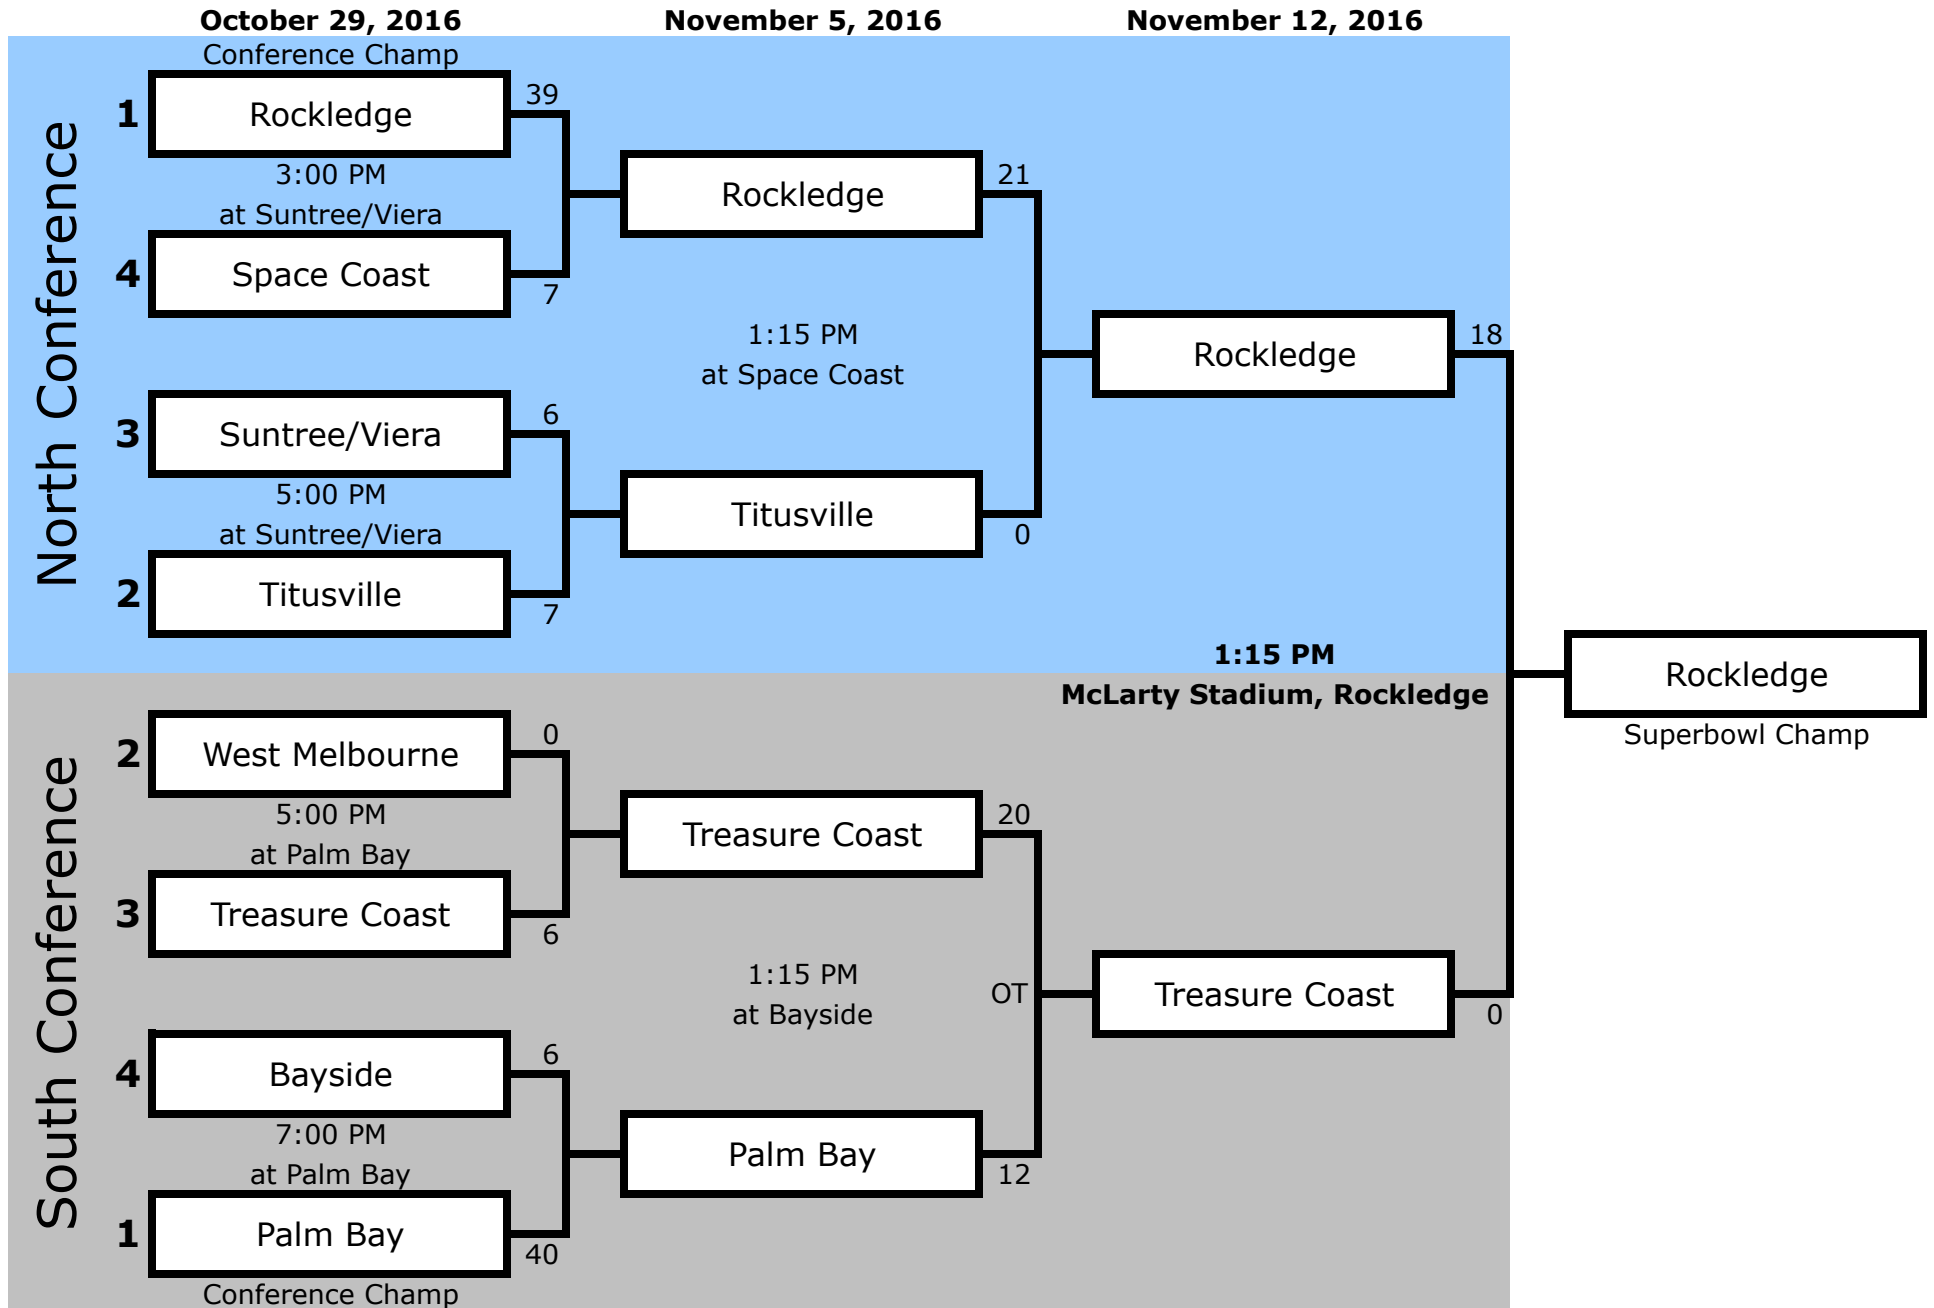 October 29, 2016
November 5, 2016
November 12, 2016
North Conference
Conference Champ
1
Rockledge
39
3:00 PM
at Suntree/Viera
4
Space Coast
7
3
Suntree/Viera
6
5:00 PM
at Suntree/Viera
2
Titusville
7
Rockledge
21
1:15 PM
at Space Coast
Titusville
0
Rockledge
18
1:15 PM
McLarty Stadium, Rockledge
Rockledge
Superbowl Champ
South Conference
2
West Melbourne
0
5:00 PM
at Palm Bay
3
Treasure Coast
6
4
Bayside
6
7:00 PM
at Palm Bay
1
Palm Bay
40
Conference Champ
Treasure Coast
20
1:15 PM
at Bayside
OT
Palm Bay
12
Treasure Coast
0